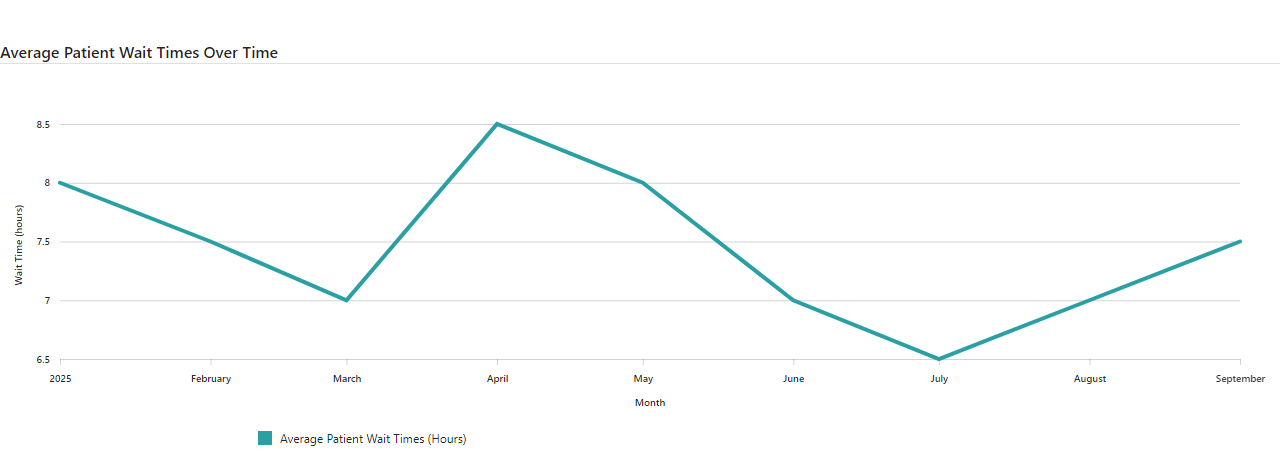 Average Patient Wait Times Over Time
8.5
8
7.5
7
6.5
Wait Time (hours)
2025 February March April May June July August September
Month
Average Patient Wait Times (Hours)